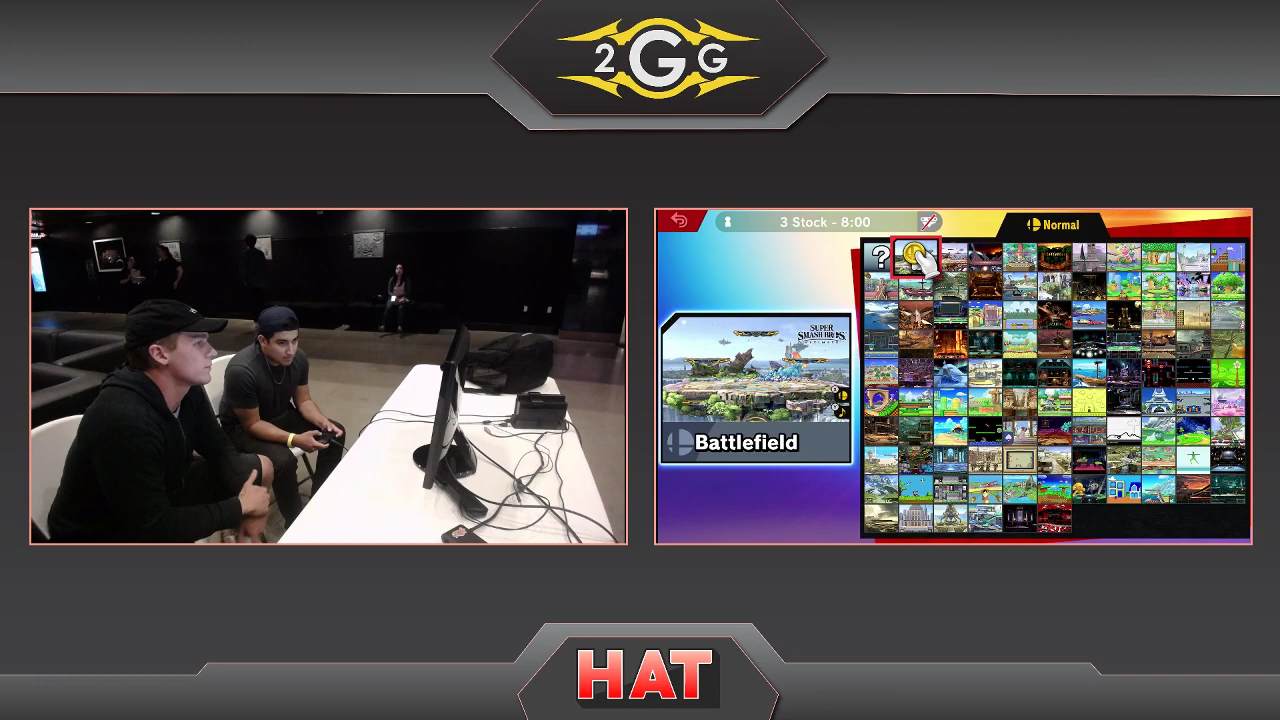 2GG
3 Stock - 8:00
Normal
?
SUPER
SMASH BROS.
ULTIMATE
Battlefield
HAT